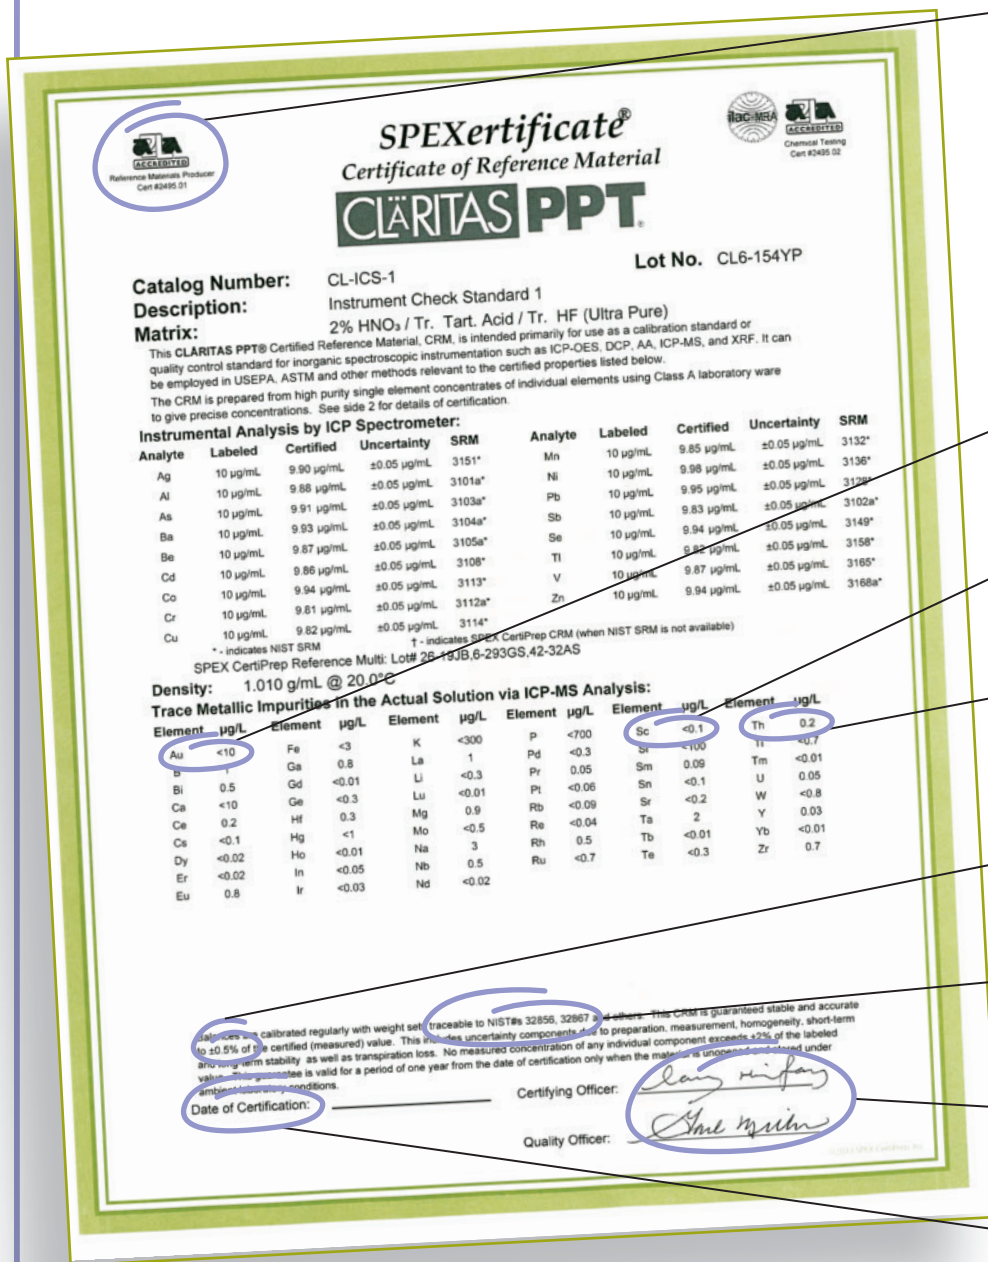 SPEXertificate®
Certificate of Reference Material
CLÄRITAS PPT®
ACCREDITED
Reference Materials Producer
Cert #2495.01
ilac-MRA
ACCREDITED
Chemical Testing
Cert #2495.02
Catalog Number: CL-ICS-1
Lot No. CL6-154YP
Description: Instrument Check Standard 1
Matrix: 2% HNO₃ / Tr. Tart. Acid / Tr. HF (Ultra Pure)
This CLÄRITAS PPT® Certified Reference Material, CRM, is intended primarily for use as a calibration standard or
quality control standard for inorganic spectroscopic instrumentation such as ICP-OES, DCP, AA, ICP-MS, and XRF. It can
be employed in USEPA, ASTM and other methods relevant to the certified properties listed below.
The CRM is prepared from high purity single element concentrates of individual elements using Class A laboratory ware
to give precise concentrations. See side 2 for details of certification.
Instrumental Analysis by ICP Spectrometer:
Analyte Labeled Certified Uncertainty SRM
Ag 10 µg/mL 9.90 µg/mL ±0.05 µg/mL 3151*
Al 10 µg/mL 9.88 µg/mL ±0.05 µg/mL 3101a*
As 10 µg/mL 9.91 µg/mL ±0.05 µg/mL 3103a*
Ba 10 µg/mL 9.93 µg/mL ±0.05 µg/mL 3104a*
Be 10 µg/mL 9.87 µg/mL ±0.05 µg/mL 3105a*
Cd 10 µg/mL 9.86 µg/mL ±0.05 µg/mL 3108*
Co 10 µg/mL 9.94 µg/mL ±0.05 µg/mL 3113*
Cr 10 µg/mL 9.81 µg/mL ±0.05 µg/mL 3112a*
Cu 10 µg/mL 9.82 µg/mL ±0.05 µg/mL 3114*
Analyte Labeled Certified Uncertainty SRM
Mn 10 µg/mL 9.85 µg/mL ±0.05 µg/mL 3132*
Ni 10 µg/mL 9.98 µg/mL ±0.05 µg/mL 3136*
Pb 10 µg/mL 9.95 µg/mL ±0.05 µg/mL 3128*
Sb 10 µg/mL 9.83 µg/mL ±0.05 µg/mL 3102a*
Se 10 µg/mL 9.94 µg/mL ±0.05 µg/mL 3149*
Tl 10 µg/mL 9.82 µg/mL ±0.05 µg/mL 3158*
V 10 µg/mL 9.87 µg/mL ±0.05 µg/mL 3165*
Zn 10 µg/mL 9.94 µg/mL ±0.05 µg/mL 3168a*
* - indicates NIST SRM † - indicates SPEX CertiPrep CRM (when NIST SRM is not available)
SPEX CertiPrep Reference Multi: Lot# 26-19JB,6-293GS,42-32AS
Density: 1.010 g/mL @ 20.0°C
Trace Metallic Impurities in the Actual Solution via ICP-MS Analysis:
Element µg/L Element µg/L Element µg/L Element µg/L Element µg/L Element µg/L
Au <10 Fe <3 K <300 P <700 Sc <0.1 Th 0.2
B 1 Ga 0.8 La 1 Pd <0.3 Si <100 Ti <0.7
Bi 0.5 Gd <0.01 Li <0.3 Pr 0.05 Sm 0.09 Tm <0.01
Ca <10 Ge <0.3 Lu <0.01 Pt <0.06 Sn <0.1 U 0.05
Ce 0.2 Hf 0.3 Mg 0.9 Rb <0.09 Sr <0.2 W <0.8
Cs <0.1 Hg <1 Mo <0.5 Re <0.04 Ta 2 Y 0.03
Dy <0.02 Ho <0.01 Na 3 Rh 0.5 Tb <0.01 Yb <0.01
Er <0.02 In <0.05 Nb 0.5 Ru <0.7 Te <0.3 Zr 0.7
Eu 0.8 Ir <0.03 Nd <0.02
Balances are calibrated regularly with weight sets traceable to NIST#s 32856, 32867 and others. This CRM is guaranteed stable and accurate
to ±0.5% of the certified (measured) value. This includes uncertainty components due to preparation, measurement, homogeneity, short-term
and long-term stability as well as transpiration loss. No measured concentration of any individual component exceeds ±2% of the labeled
value. This guarantee is valid for a period of one year from the date of certification only when the material is unopened and stored under
ambient laboratory conditions.
Date of Certification:
Certifying Officer:
Quality Officer: